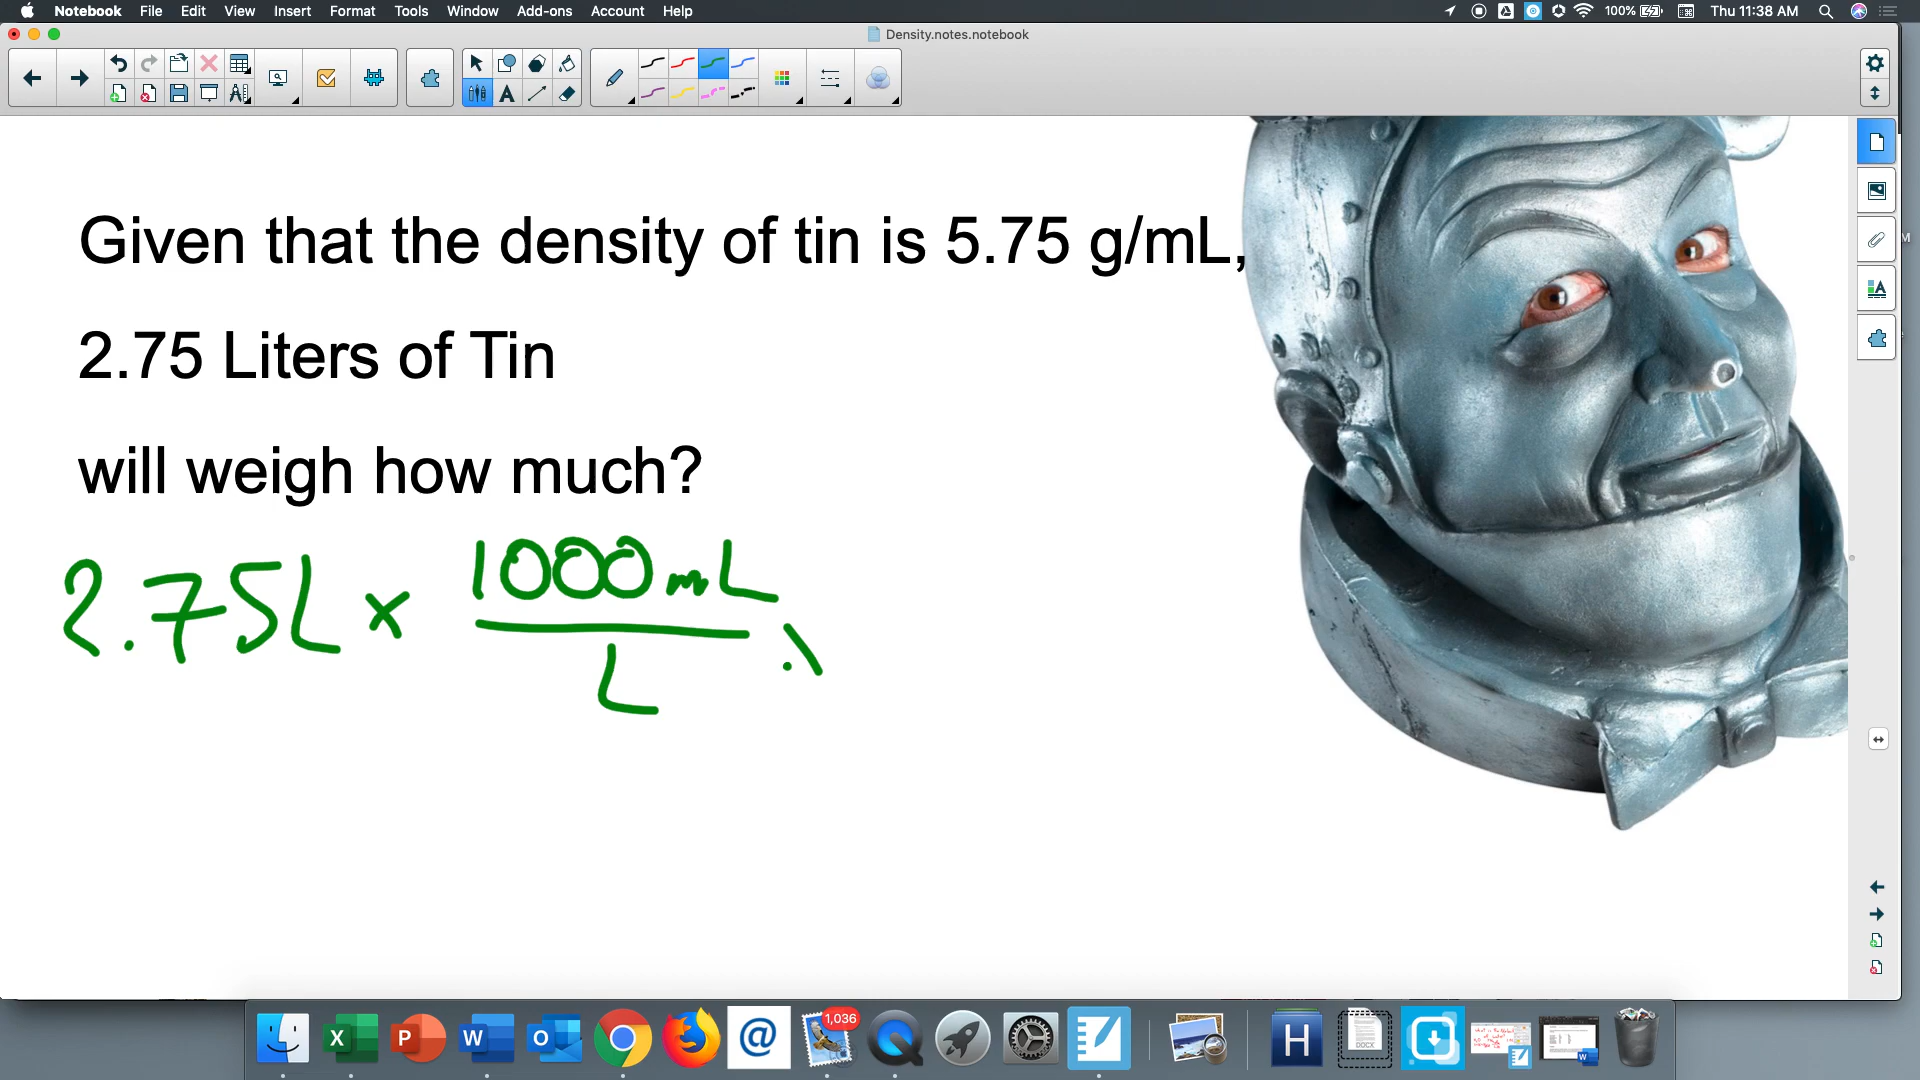 Notebook File Edit View Insert Format Tools Window Add-ons Account Help 100% Thu 11:38 AM
Density.notes.notebook
Given that the density of tin is 5.75 g/mL,
2.75 Liters of Tin
will weigh how much?
2.75L x 1000mL
L
1,036